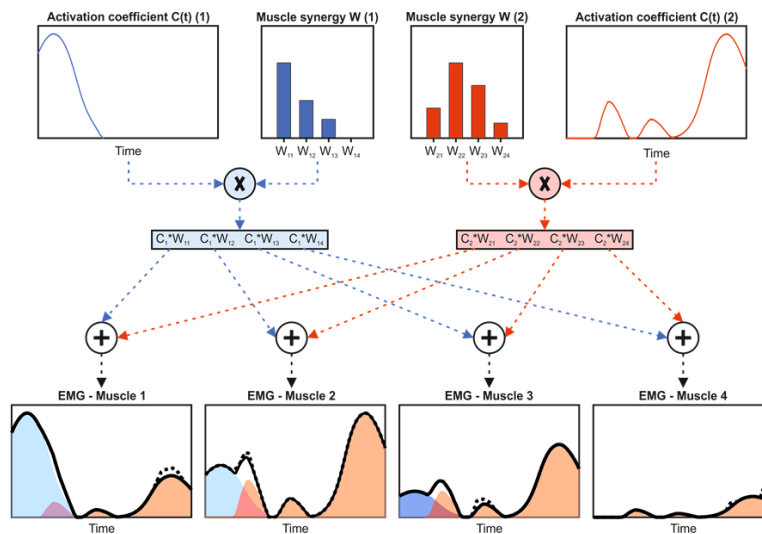 Activation coefficient C(t) (1) Muscle synergy W (1) Muscle synergy W (2) Activation coefficient C(t) (2)
Time W11 W12 W13 W14 W21 W22 W23 W24 Time
X X
C1*W11 C1*W12 C1*W13 C1*W14 C2*W21 C2*W22 C2*W23 C2*W24
+ + + +
EMG - Muscle 1 EMG - Muscle 2 EMG - Muscle 3 EMG - Muscle 4
Time Time Time Time